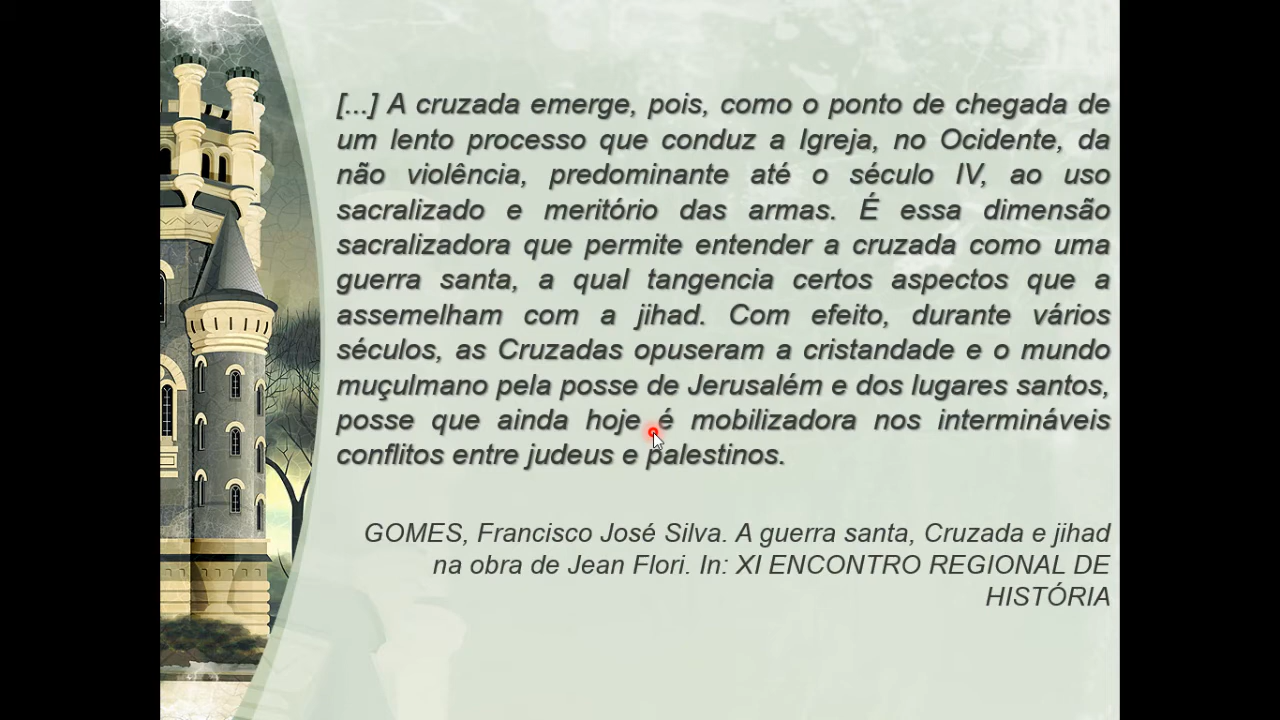 [...] A cruzada emerge, pois, como o ponto de chegada de
um lento processo que conduz a Igreja, no Ocidente, da
não violência, predominante até o século IV, ao uso
sacralizado e meritório das armas. É essa dimensão
sacralizadora que permite entender a cruzada como uma
guerra santa, a qual tangencia certos aspectos que a
assemelham com a jihad. Com efeito, durante vários
séculos, as Cruzadas opuseram a cristandade e o mundo
muçulmano pela posse de Jerusalém e dos lugares santos,
posse que ainda hoje é mobilizadora nos intermináveis
conflitos entre judeus e palestinos.
GOMES, Francisco José Silva. A guerra santa, Cruzada e jihad
na obra de Jean Flori. In: XI ENCONTRO REGIONAL DE
HISTÓRIA